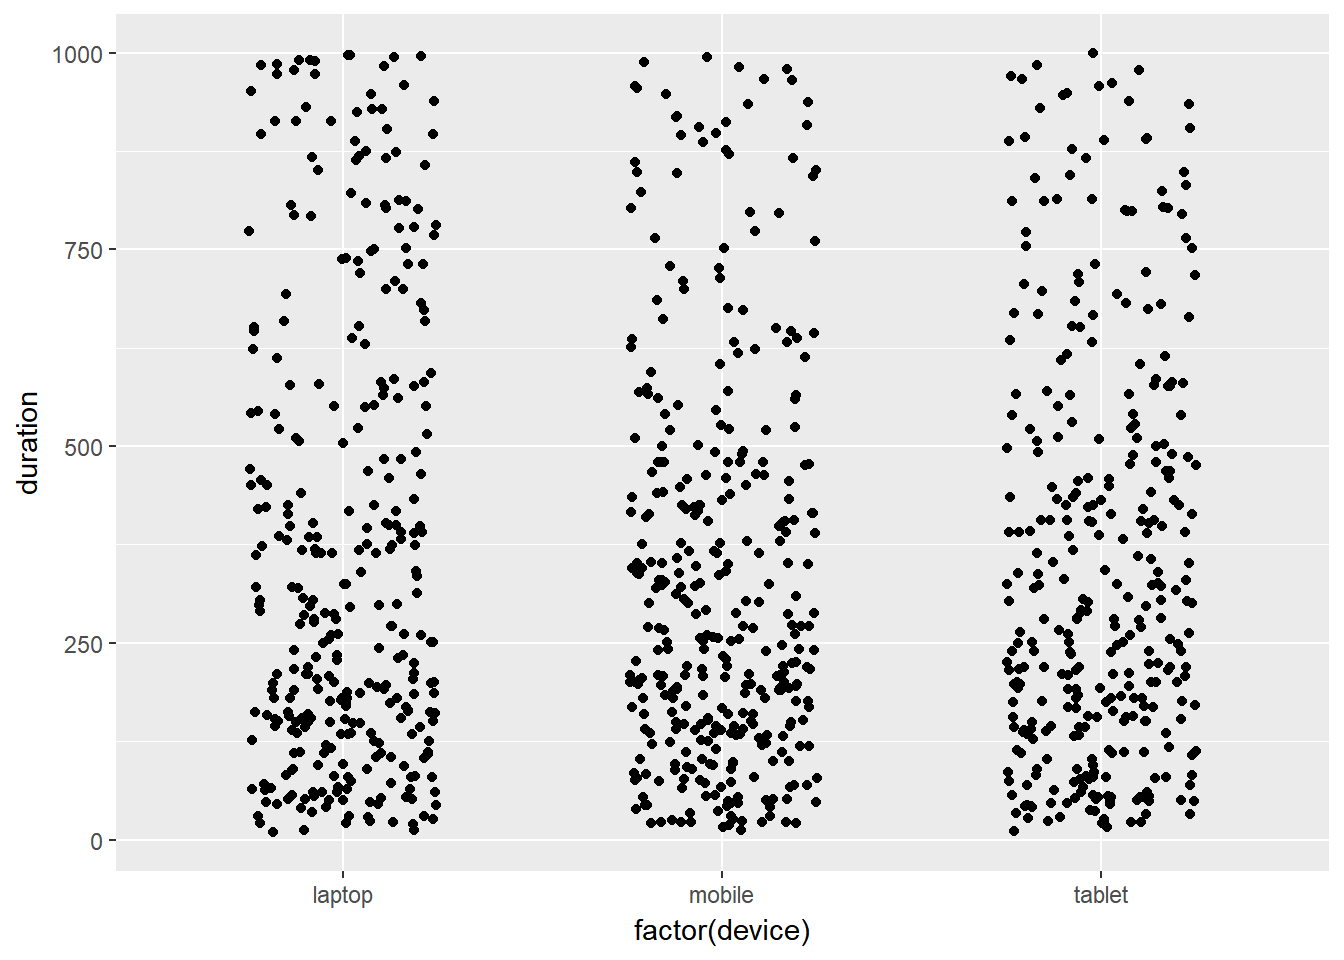 1000
750
500
250
0
duration
laptop
mobile
tablet
factor(device)